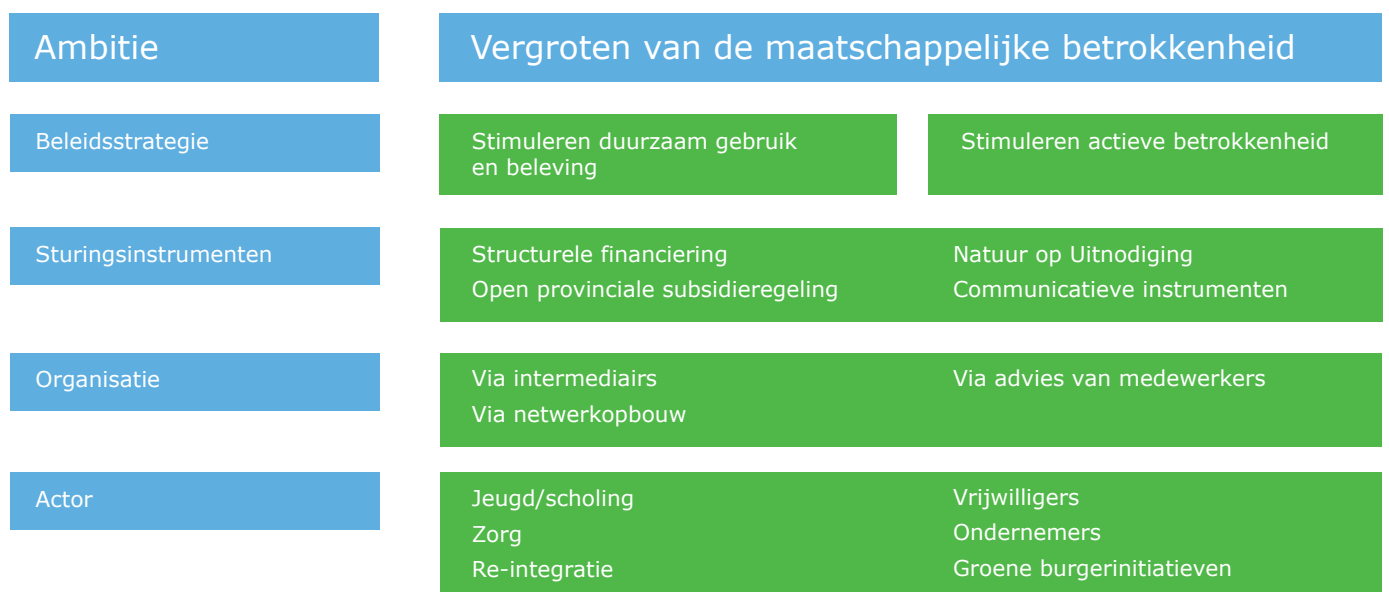 Ambitie
Vergroten van de maatschappelijke betrokkenheid
Beleidsstrategie
Stimuleren duurzaam gebruik
en beleving
Stimuleren actieve betrokkenheid
Sturingsinstrumenten
Structurele financiering
Open provinciale subsidieregeling
Natuur op Uitnodiging
Communicatieve instrumenten
Organisatie
Via intermediairs
Via netwerkopbouw
Via advies van medewerkers
Actor
Jeugd/scholing
Zorg
Re-integratie
Vrijwilligers
Ondernemers
Groene burgerinitiatieven